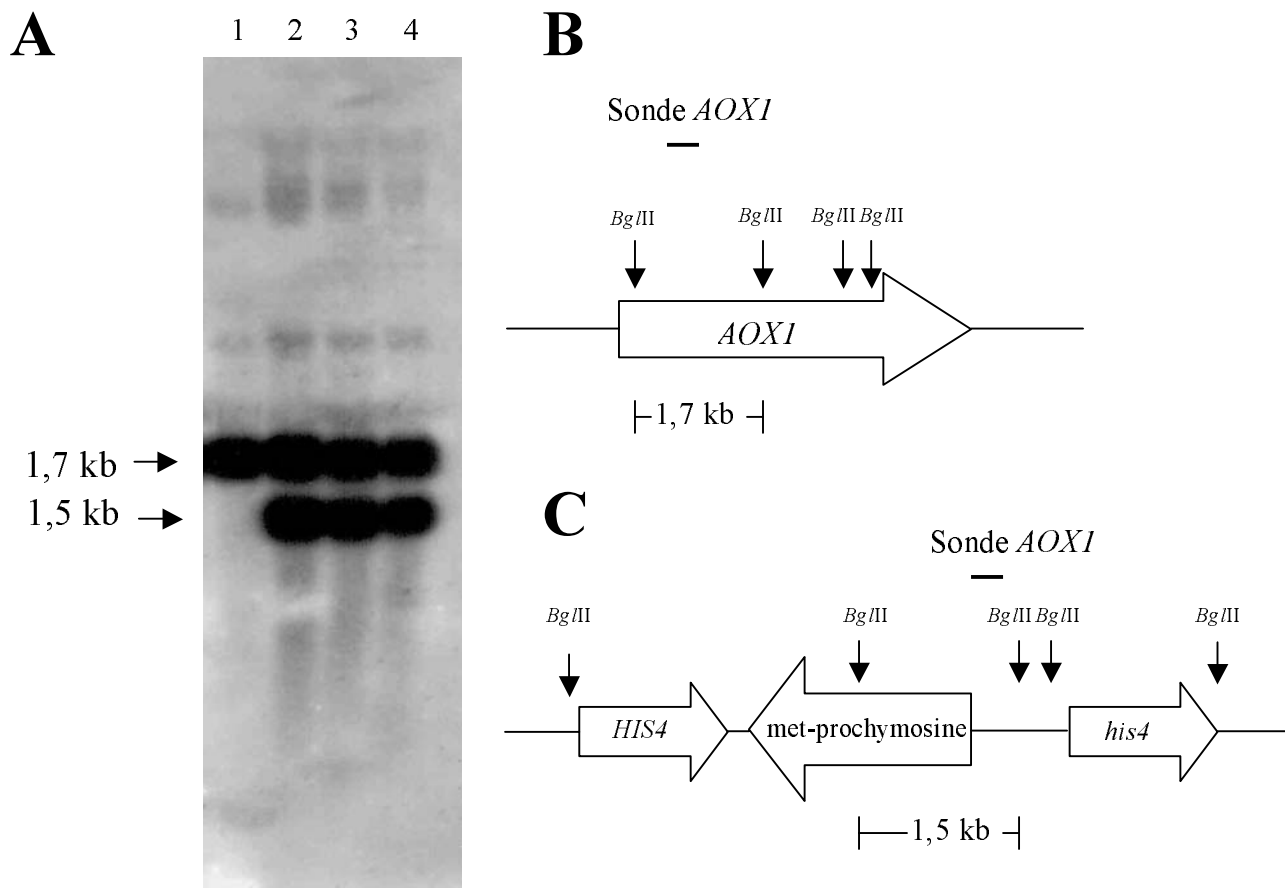 A
1 2 3 4
1,7 kb
1,5 kb
B
Sonde AOX1
BglII BglII BglII BglII
AOX1
1,7 kb
C
Sonde AOX1
BglII BglII BglII BglII BglII
HIS4 met-prochymosine his4
1,5 kb